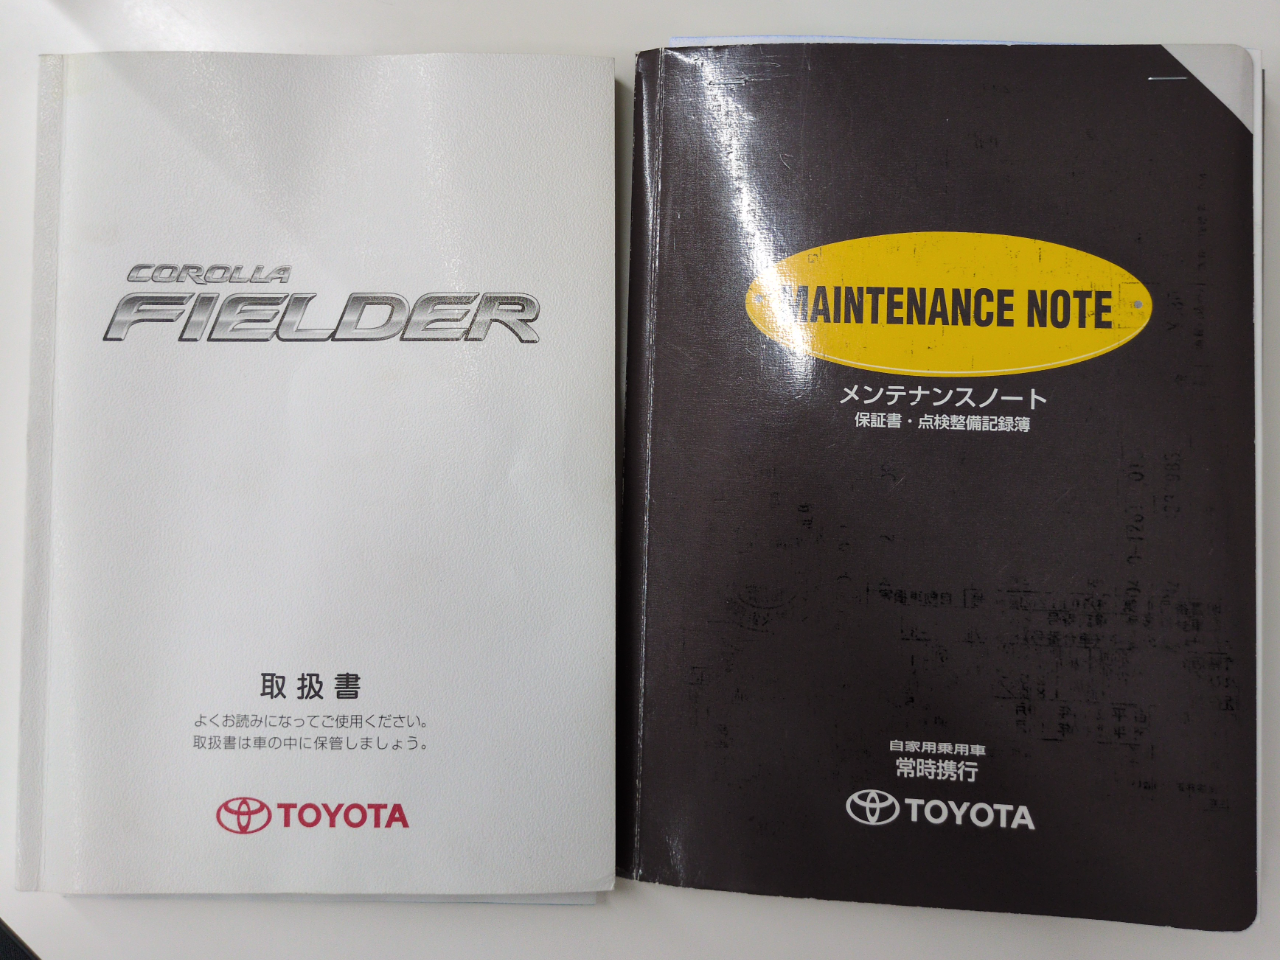 COROLLA
FIELDER
取扱書
よくお読みになってご使用ください。
取扱書は車の中に保管しましょう。
TOYOTA
MAINTENANCE NOTE
メンテナンスノート
保証書・点検整備記録簿
自家用乗用車
常時携行
TOYOTA